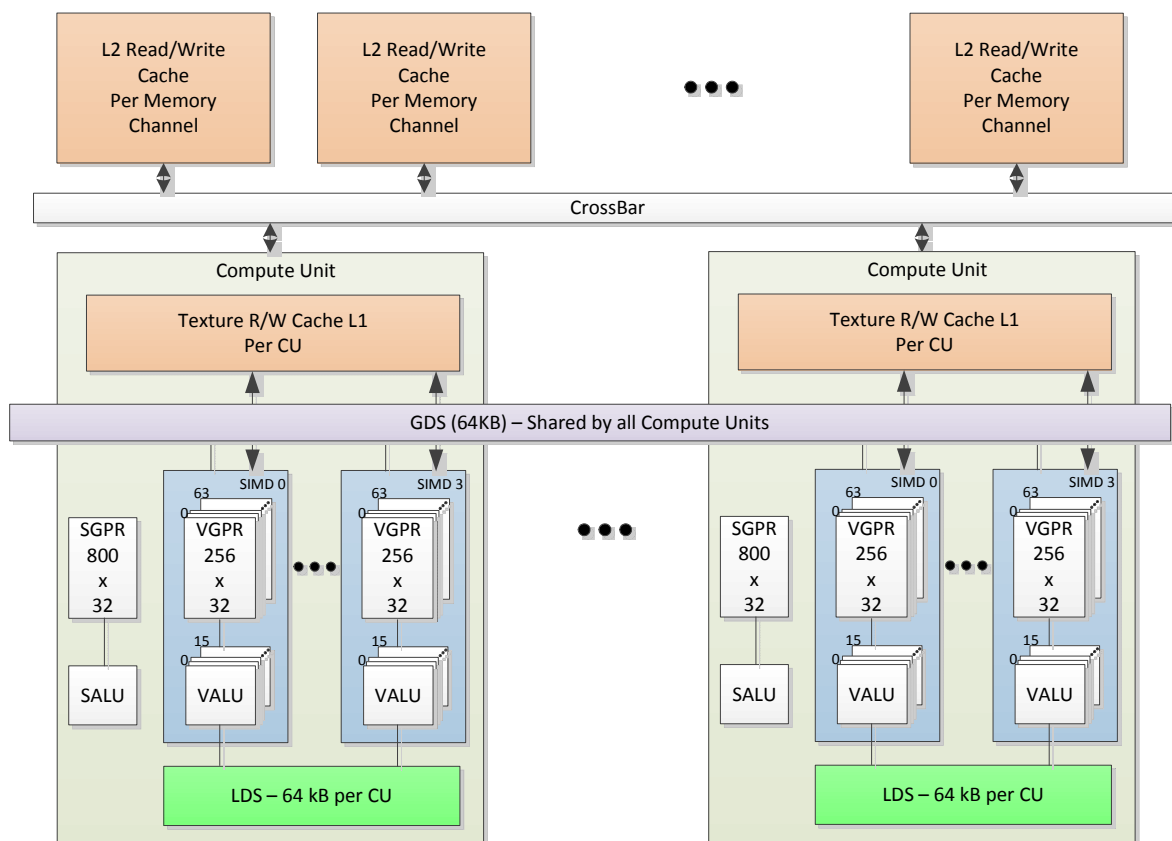 L2 Read/Write
Cache
Per Memory
Channel
L2 Read/Write
Cache
Per Memory
Channel
L2 Read/Write
Cache
Per Memory
Channel
CrossBar
Compute Unit
Texture R/W Cache L1
Per CU
Compute Unit
Texture R/W Cache L1
Per CU
GDS (64KB) – Shared by all Compute Units
SGPR
800
x
32
SALU
SIMD 0
63
0
VGPR
256
x
32
15
0
VALU
SIMD 3
63
0
VGPR
256
x
32
15
0
VALU
LDS – 64 kB per CU
SGPR
800
x
32
SALU
SIMD 0
63
0
VGPR
256
x
32
15
0
VALU
SIMD 3
63
0
VGPR
256
x
32
15
0
VALU
LDS – 64 kB per CU